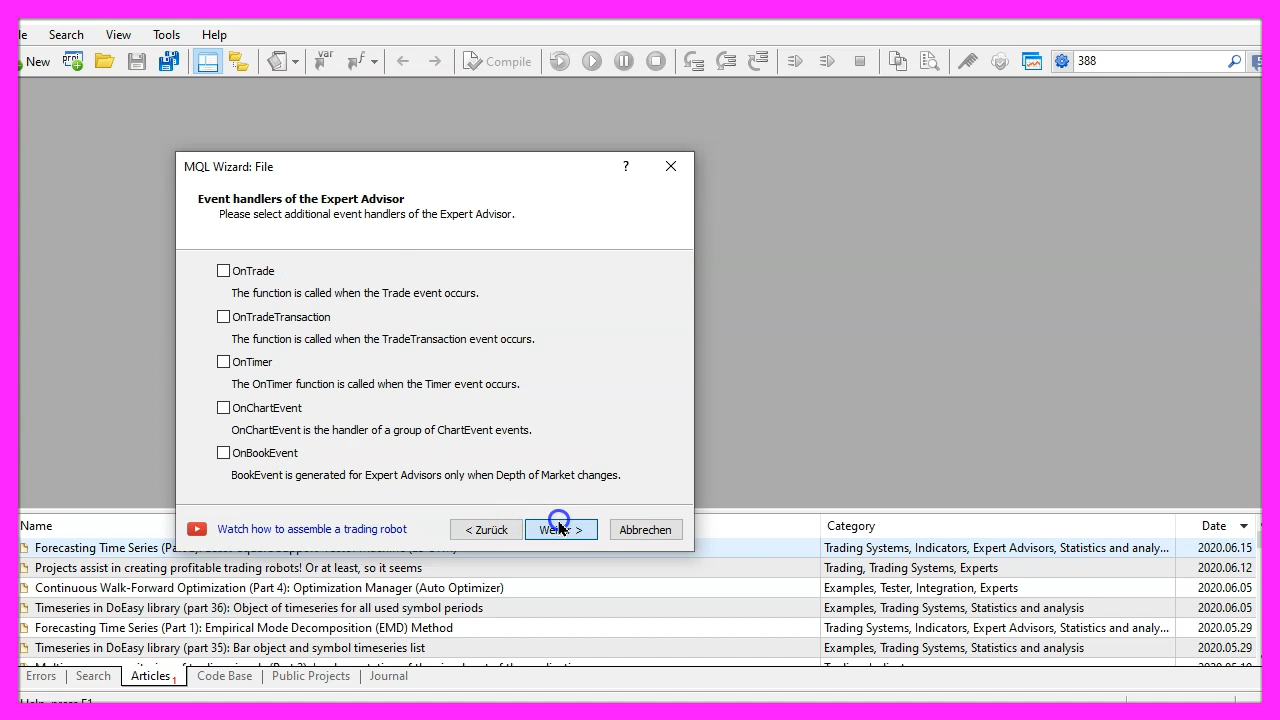 Search View Tools Help
New Compile 388
MQL Wizard: File
Event handlers of the Expert Advisor
Please select additional event handlers of the Expert Advisor.
OnTrade
The function is called when the Trade event occurs.
OnTradeTransaction
The function is called when the TradeTransaction event occurs.
OnTimer
The OnTimer function is called when the Timer event occurs.
OnChartEvent
OnChartEvent is the handler of a group of ChartEvent events.
OnBookEvent
BookEvent is generated for Expert Advisors only when Depth of Market changes.
Watch how to assemble a trading robot < Zurück > Abbrechen
Name Category Date
Forecasting Time Series Trading Systems, Indicators, Expert Advisors, Statistics and analy... 2020.06.15
Projects assist in creating profitable trading robots! Or at least, so it seems Trading, Trading Systems, Experts 2020.06.12
Continuous Walk-Forward Optimization (Part 4): Optimization Manager (Auto Optimizer) Examples, Tester, Integration, Experts 2020.06.05
Timeseries in DoEasy library (part 36): Object of timeseries for all used symbol periods Examples, Trading Systems, Statistics and analysis 2020.06.05
Forecasting Time Series (Part 1): Empirical Mode Decomposition (EMD) Method Trading Systems, Indicators, Expert Advisors, Statistics and analy... 2020.05.29
Timeseries in DoEasy library (part 35): Bar object and symbol timeseries list Examples, Trading Systems, Statistics and analysis 2020.05.29
Errors Search Articles 1 Code Base Public Projects Journal